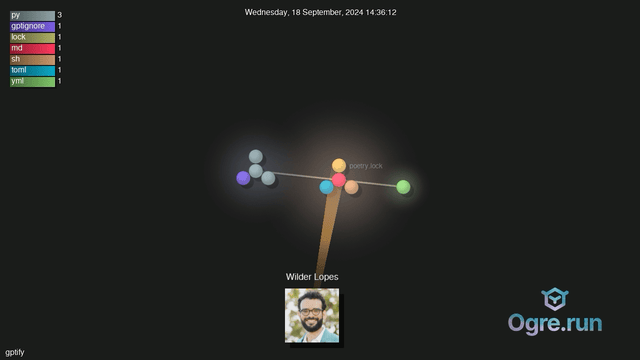 Wednesday, 18 September, 2024 14:36:12
py 3
gptignore 1
lock 1
md 1
sh 1
toml 1
yml 1
poetry.lock
Wilder Lopes
Ogre.run
gptify